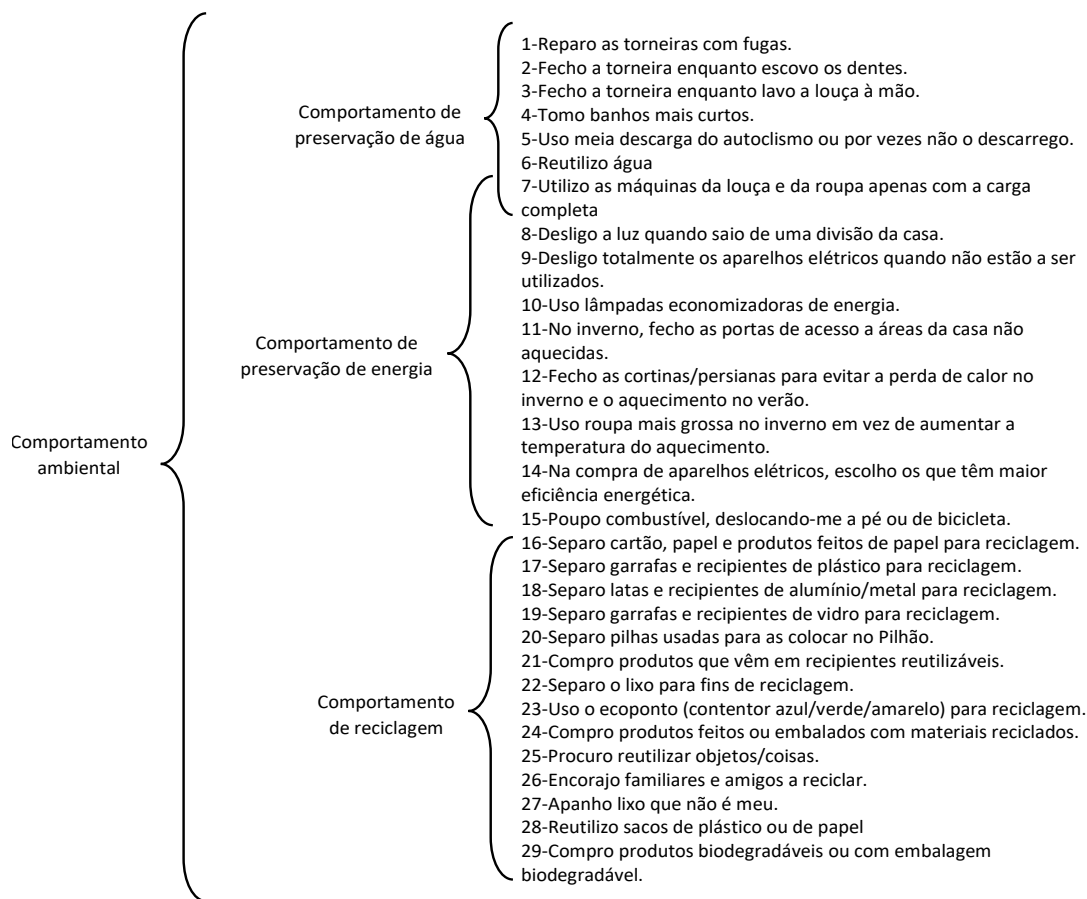 1-Reparo as torneiras com fugas.
2-Fecho a torneira enquanto escovo os dentes.
3-Fecho a torneira enquanto lavo a louça à mão.
Comportamento de
preservação de água
4-Tomo banhos mais curtos.
5-Uso meia descarga do autoclismo ou por vezes não o descarrego.
6-Reutilizo água
7-Utilizo as máquinas da louça e da roupa apenas com a carga
completa
8-Desligo a luz quando saio de uma divisão da casa.
9-Desligo totalmente os aparelhos elétricos quando não estão a ser
utilizados.
10-Uso lâmpadas economizadoras de energia.
11-No inverno, fecho as portas de acesso a áreas da casa não
aquecidas.
Comportamento de
preservação de energia
12-Fecho as cortinas/persianas para evitar a perda de calor no
inverno e o aquecimento no verão.
13-Uso roupa mais grossa no inverno em vez de aumentar a
temperatura do aquecimento.
Comportamento
ambiental
14-Na compra de aparelhos elétricos, escolho os que têm maior
eficiência energética.
15-Poupo combustível, deslocando-me a pé ou de bicicleta.
16-Separo cartão, papel e produtos feitos de papel para reciclagem.
17-Separo garrafas e recipientes de plástico para reciclagem.
18-Separo latas e recipientes de alumínio/metal para reciclagem.
19-Separo garrafas e recipientes de vidro para reciclagem.
20-Separo pilhas usadas para as colocar no Pilhão.
21-Compro produtos que vêm em recipientes reutilizáveis.
22-Separo o lixo para fins de reciclagem.
Comportamento
de reciclagem
23-Uso o ecoponto (contentor azul/verde/amarelo) para reciclagem.
24-Compro produtos feitos ou embalados com materiais reciclados.
25-Procuro reutilizar objetos/coisas.
26-Encorajo familiares e amigos a reciclar.
27-Apanho lixo que não é meu.
28-Reutilizo sacos de plástico ou de papel
29-Compro produtos biodegradáveis ou com embalagem
biodegradável.